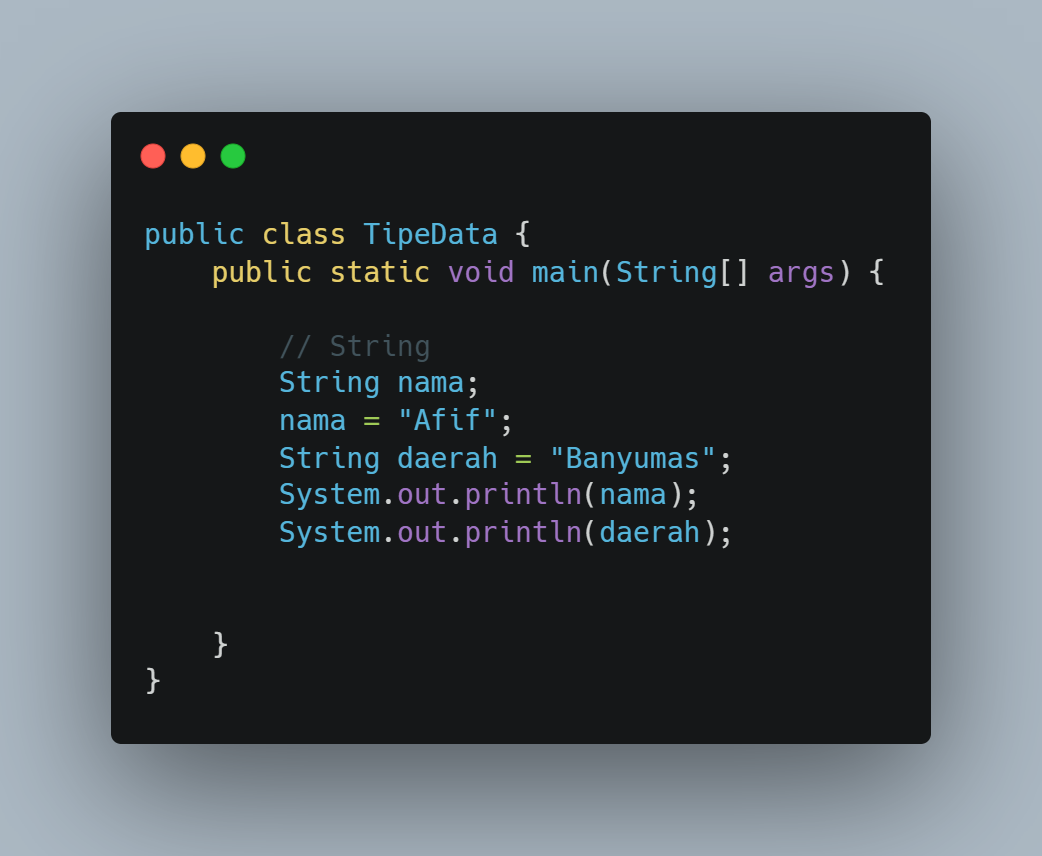 public class TipeData {
    public static void main(String[] args) {
        // String
        String nama;
        nama = "Afif";
        String daerah = "Banyumas";
        System.out.println(nama);
        System.out.println(daerah);
    }
}